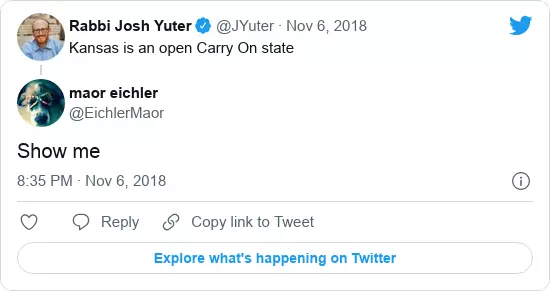 Rabbi Josh Yuter @JYuter · Nov 6, 2018
Kansas is an open Carry On state
maor eichler
@EichlerMaor
Show me
8:35 PM · Nov 6, 2018
Reply Copy link to Tweet
Explore what's happening on Twitter